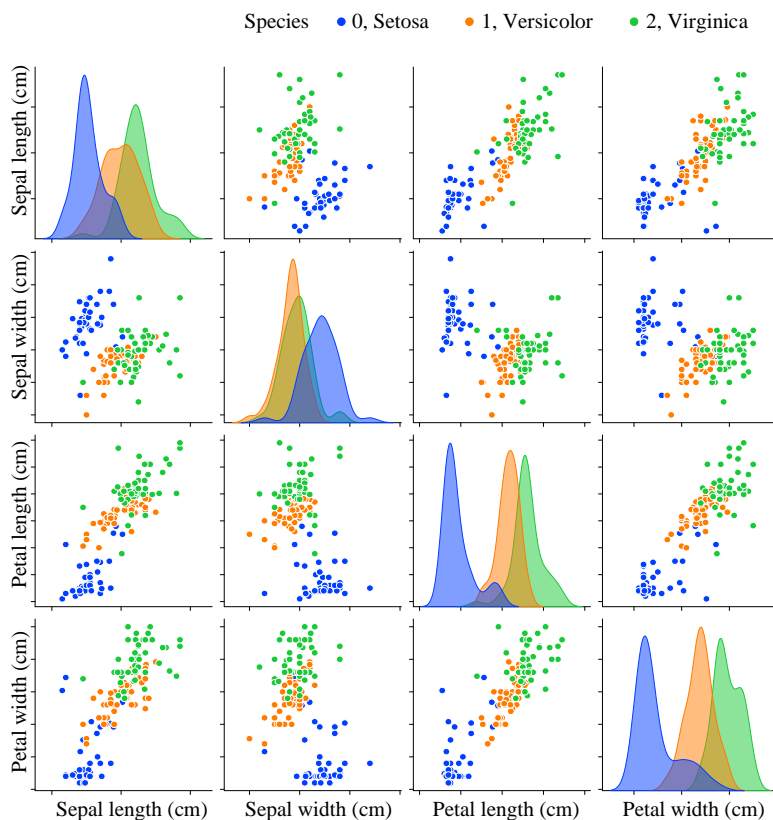 Species 0, Setosa 1, Versicolor 2, Virginica
Sepal length (cm)
Sepal width (cm)
Petal length (cm)
Petal width (cm)
Sepal length (cm) Sepal width (cm) Petal length (cm) Petal width (cm)